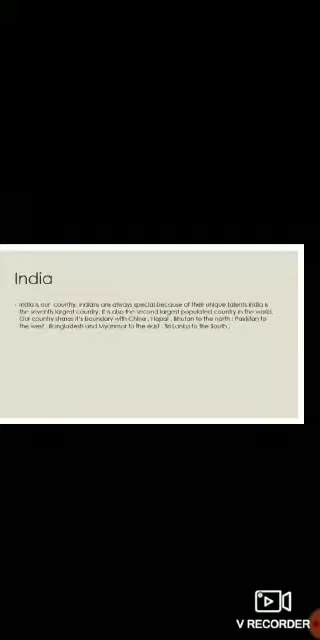 India
India is our country. Indians are always special because of their unique talents India is
the seventh largest country. It is also the second largest populated country in the world.
Our country shares it's boundary with China , Nepal , Bhutan to the north ; Pakistan to
the west ; Bangladesh and Myanmar to the east ; Sri Lanka to the South .
V RECORDER